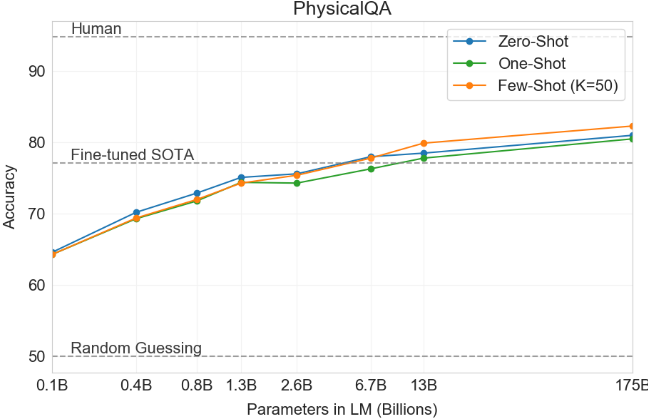 PhysicalQA
Human
Zero-Shot
One-Shot
Few-Shot (K=50)
90
80
Fine-tuned SOTA
Accuracy
70
60
Random Guessing
50
0.1B 0.4B 0.8B 1.3B 2.6B 6.7B 13B 175B
Parameters in LM (Billions)